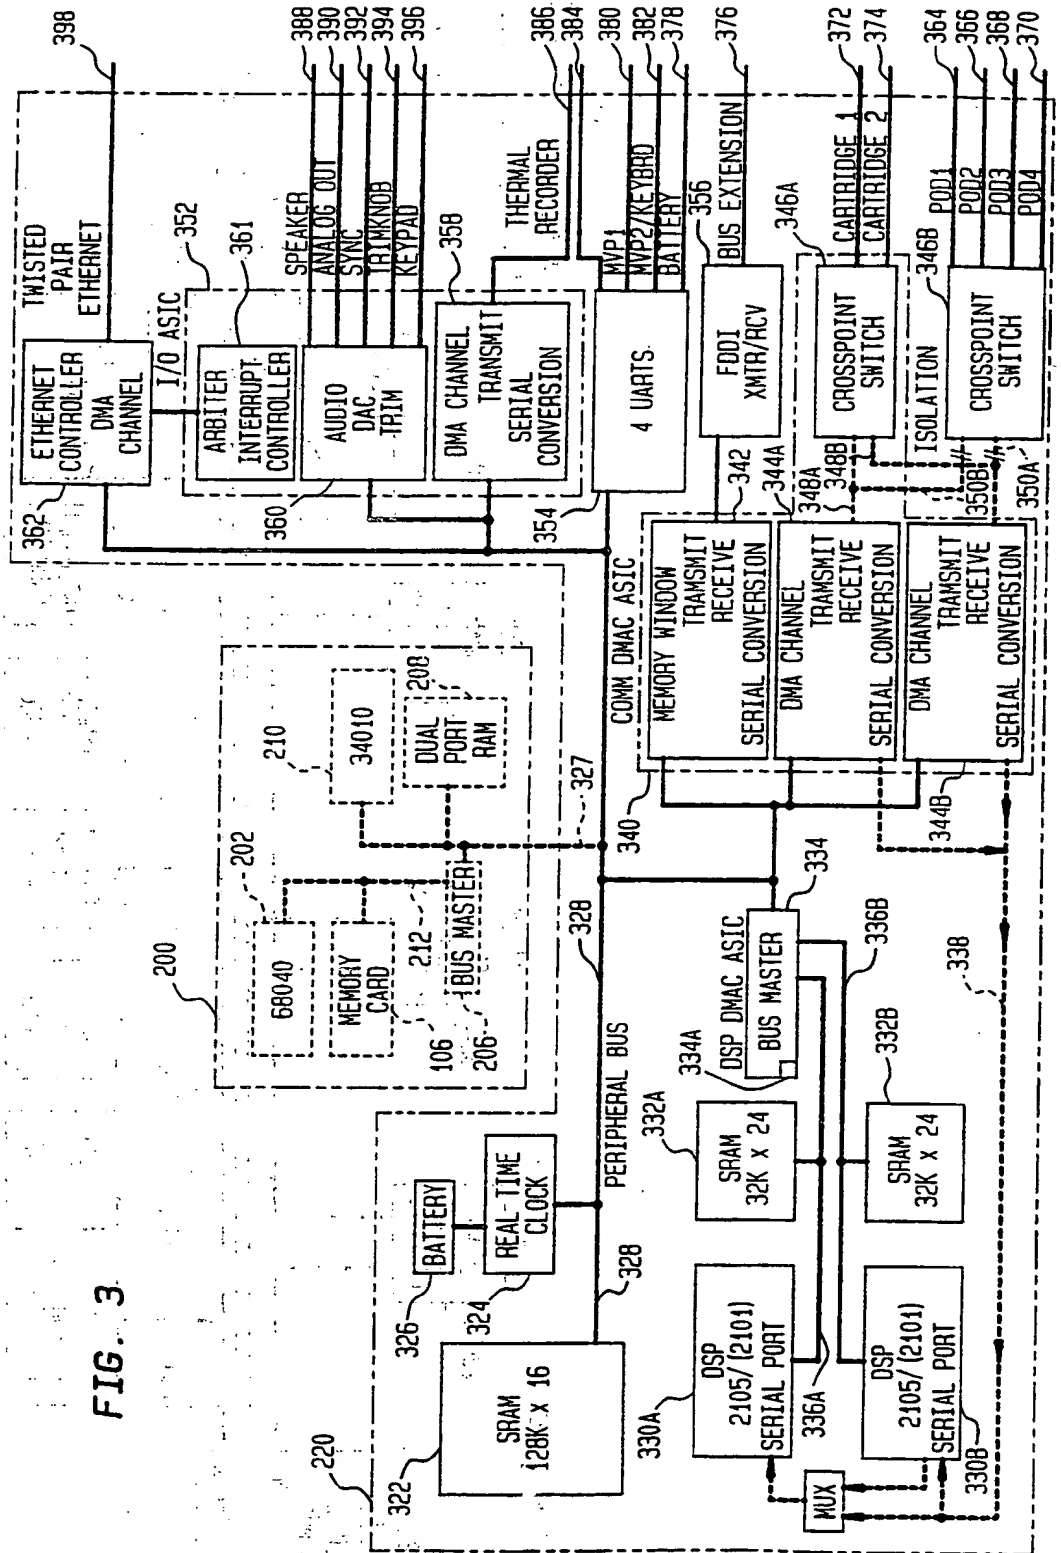 FIG. 3
398
388
390
392
394
396
386
384
380
382
378
376
372
374
364
366
368
370
TWISTED
PAIR
ETHERNET
352
361
SPEAKER
ANALOG OUT
SYNC
TRIMKNOB
KEYPAD
358
THERMAL
RECORDER
MVP1
MVP2/KEYBRD
BATTERY
356
BUS EXTENSION
346A
CARTRIDGE 1
CARTRIDGE 2
346B
POD1
POD2
POD3
POD4
ETHERNET
CONTROLLER
DMA
CHANNEL
362
I/O ASIC
ARBITER
INTERRUPT
CONTROLLER
AUDIO
DAC
TRIM
360
DMA CHANNEL
TRANSMIT
SERIAL
CONVERSION
4 UARTS
354
FDDI
XMTR/RCV
CROSSPOINT
SWITCH
ISOLATION
CROSSPOINT
SWITCH
342
344A
348A
348B
350B
350A
COMM DMAC ASIC
MEMORY WINDOW
TRAMSMIT
RECEIVE
SERIAL CONVERSION
DMA CHANNEL
TRAMSMIT
RECEIVE
SERIAL CONVERSION
DMA CHANNEL
TRANSMIT
RECEIVE
SERIAL CONVERSION
340
344B
200
202
68040
MEMORY
CARD
106
210
34010
208
DUAL
PORT
RAM
212
BUS MASTER
206
327
328
PERIPHERAL BUS
334
DSP DMAC ASIC
BUS MASTER
334A
336B
338
332A
SRAM
32K x 24
332B
SRAM
32K x 24
220
326
BATTERY
REAL-TIME
CLOCK
324
328
322
SRAM
128K x 16
330A
DSP
2105/(2101)
SERIAL PORT
336A
DSP
2105/(2101)
SERIAL PORT
330B
MUX